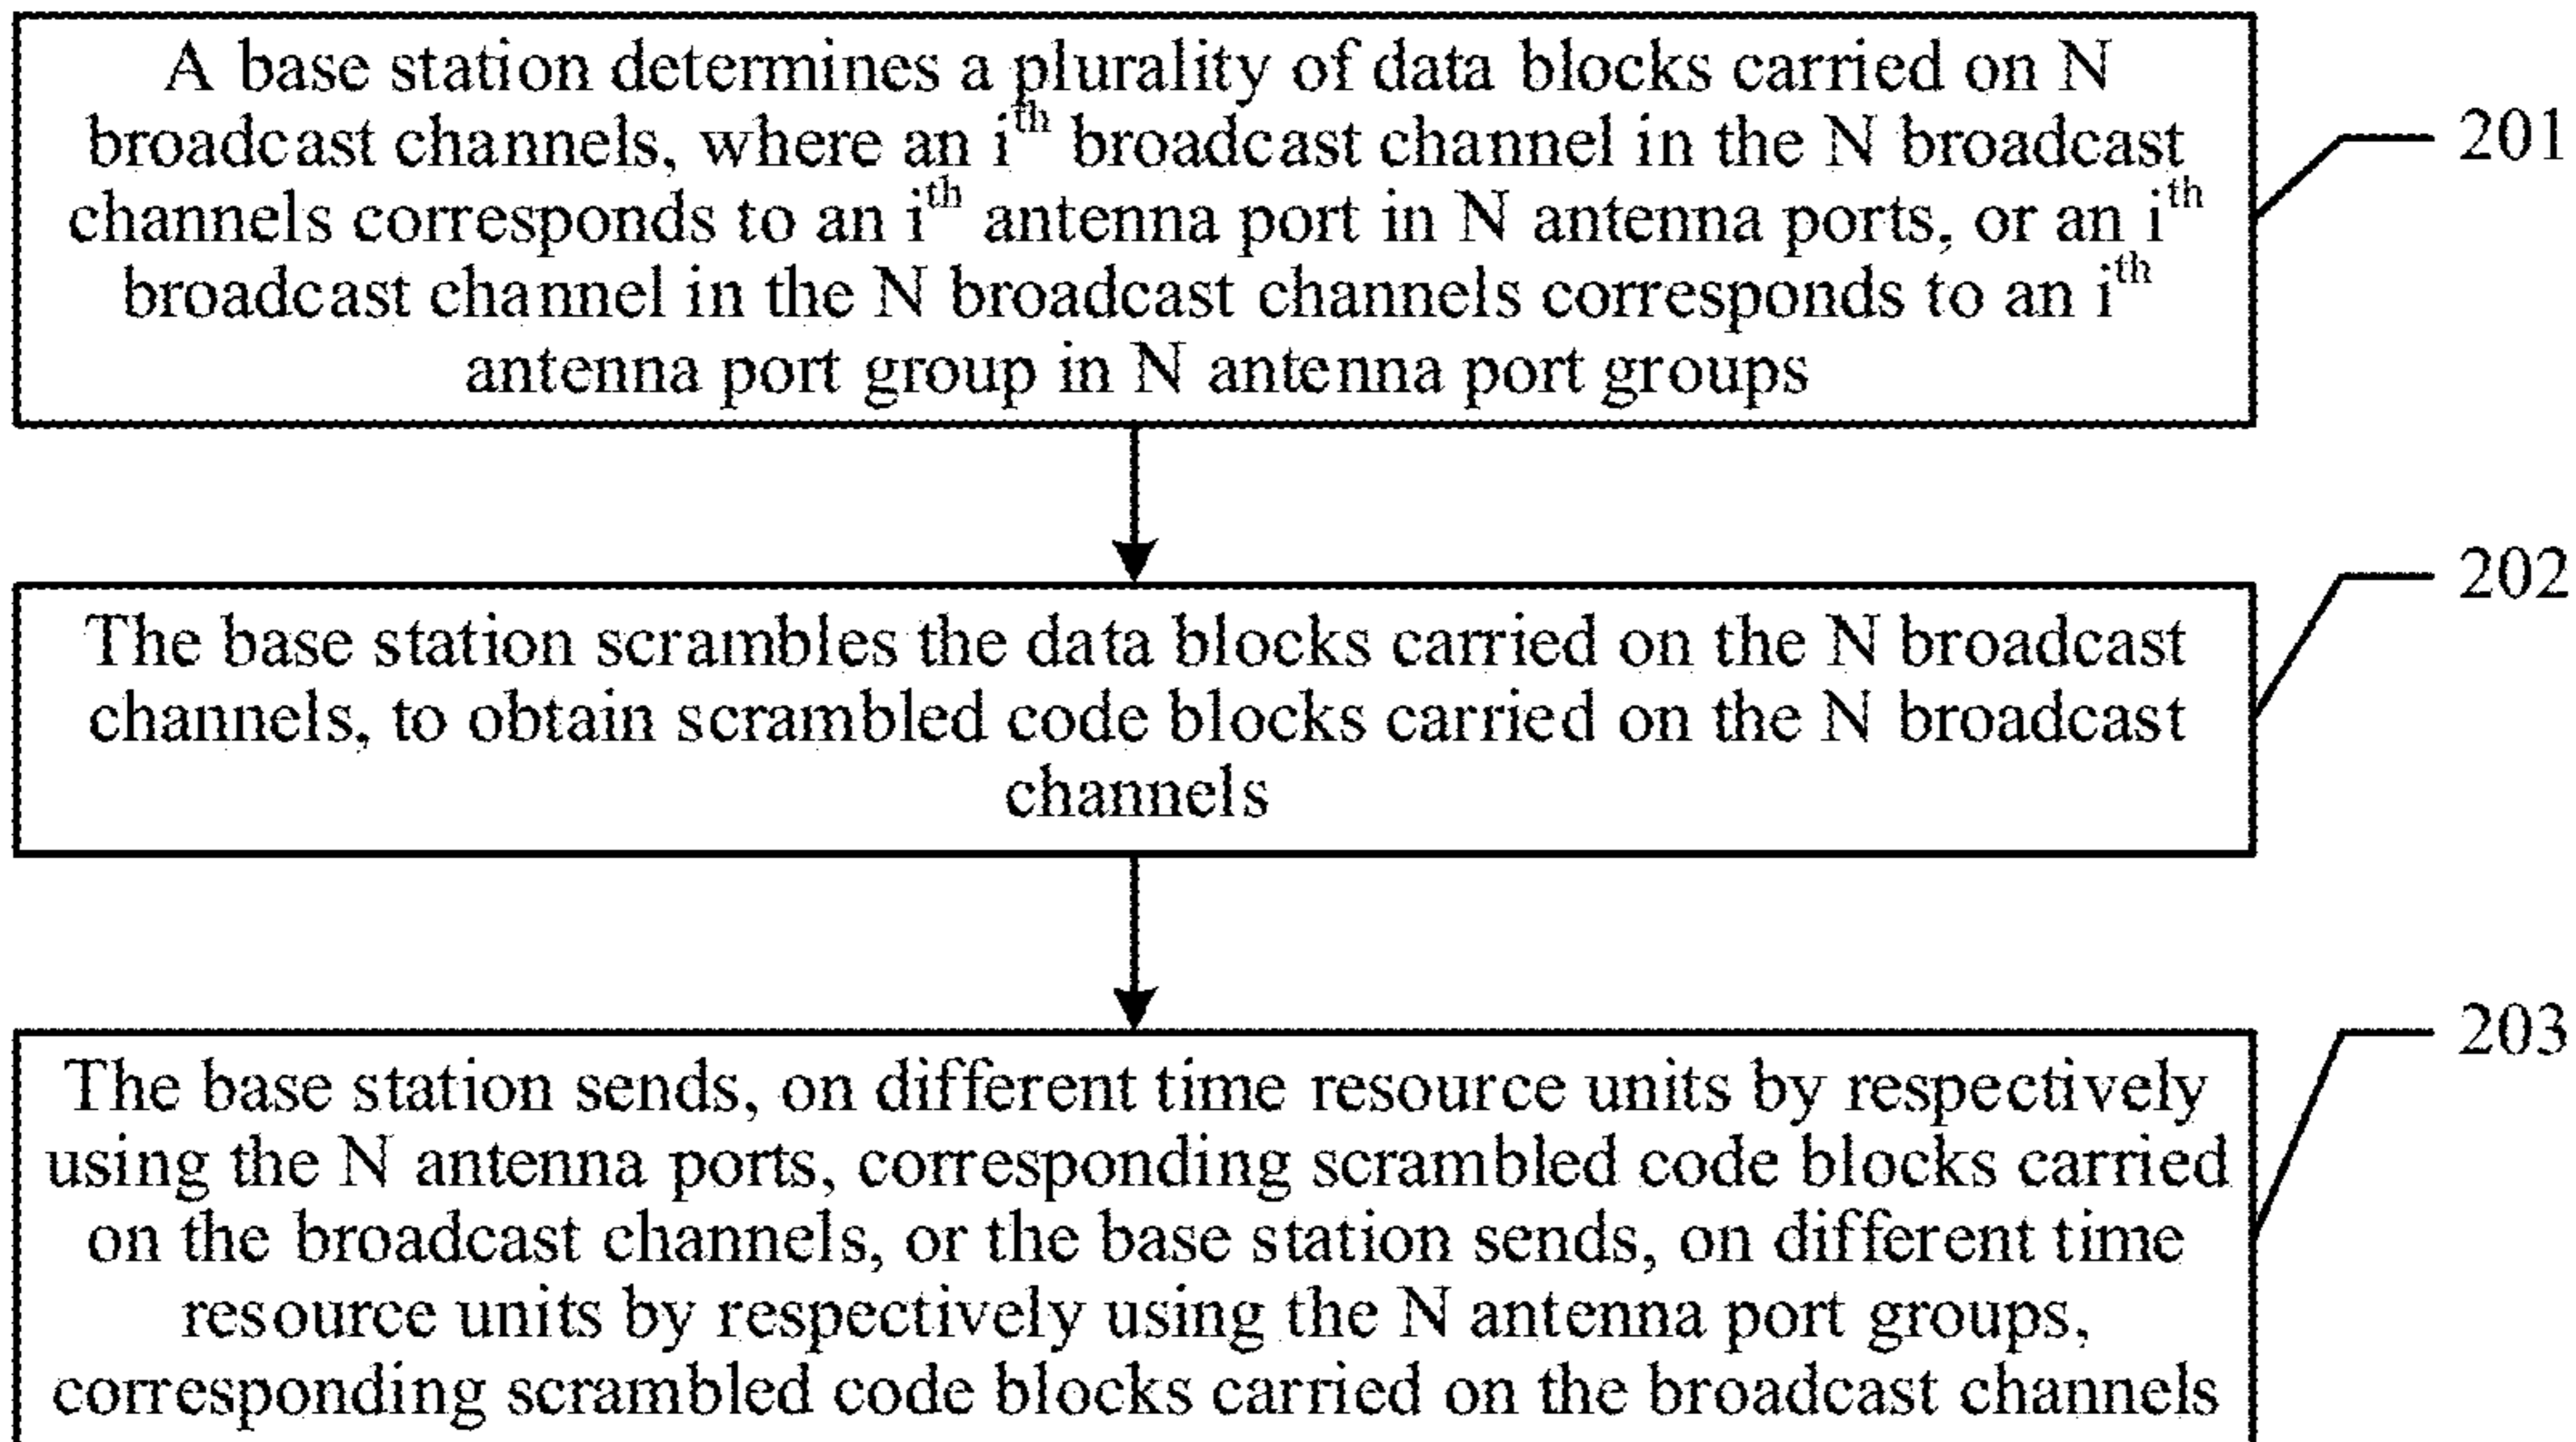 A base station determines a plurality of data blocks carried on N
broadcast channels, where an iᵗʰ broadcast channel in the N broadcast
channels corresponds to an iᵗʰ antenna port in N antenna ports, or an iᵗʰ
broadcast channel in the N broadcast channels corresponds to an iᵗʰ
antenna port group in N antenna port groups
201
The base station scrambles the data blocks carried on the N broadcast
channels, to obtain scrambled code blocks carried on the N broadcast
channels
202
The base station sends, on different time resource units by respectively
using the N antenna ports, corresponding scrambled code blocks carried
on the broadcast channels, or the base station sends, on different time
resource units by respectively using the N antenna port groups,
corresponding scrambled code blocks carried on the broadcast channels
203